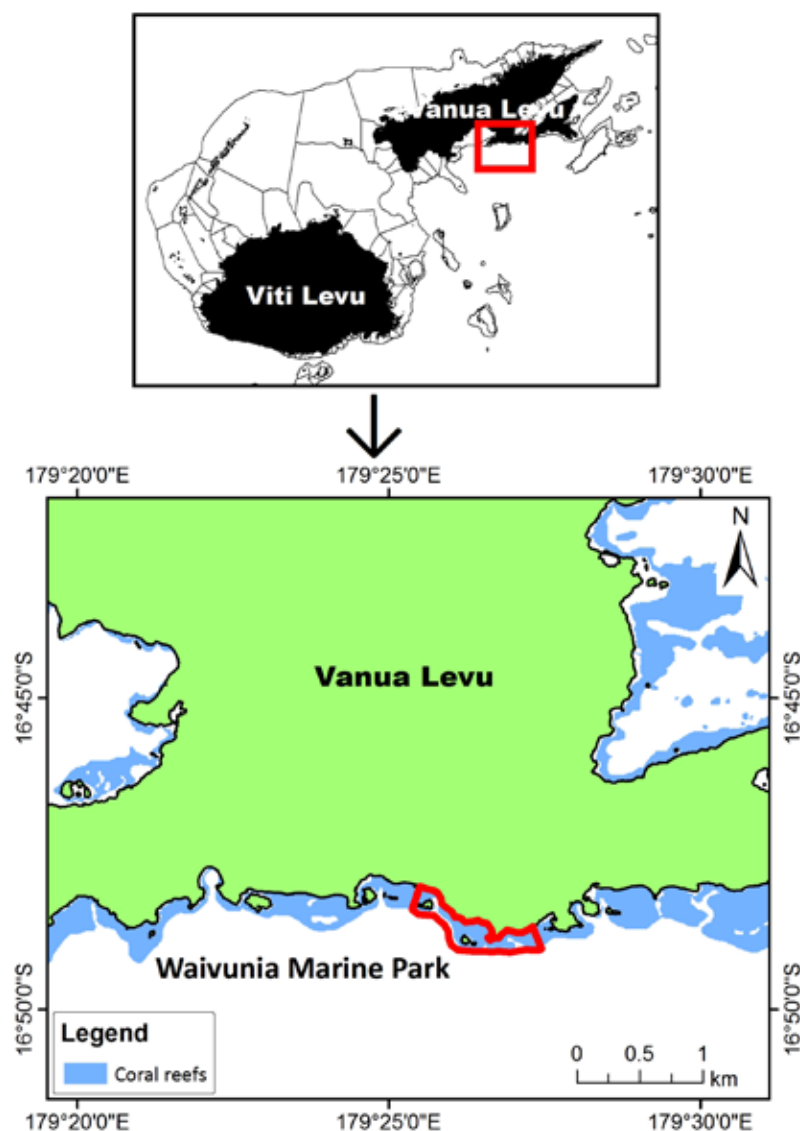 Vanua Levu
Viti Levu
179°20'0"E
179°25'0"E
179°30'0"E
N
16°45'0"S
Vanua Levu
16°45'0"S
Waivunia Marine Park
16°50'0"S
16°50'0"S
Legend
Coral reefs
0 0.5 1
km
179°20'0"E
179°25'0"E
179°30'0"E